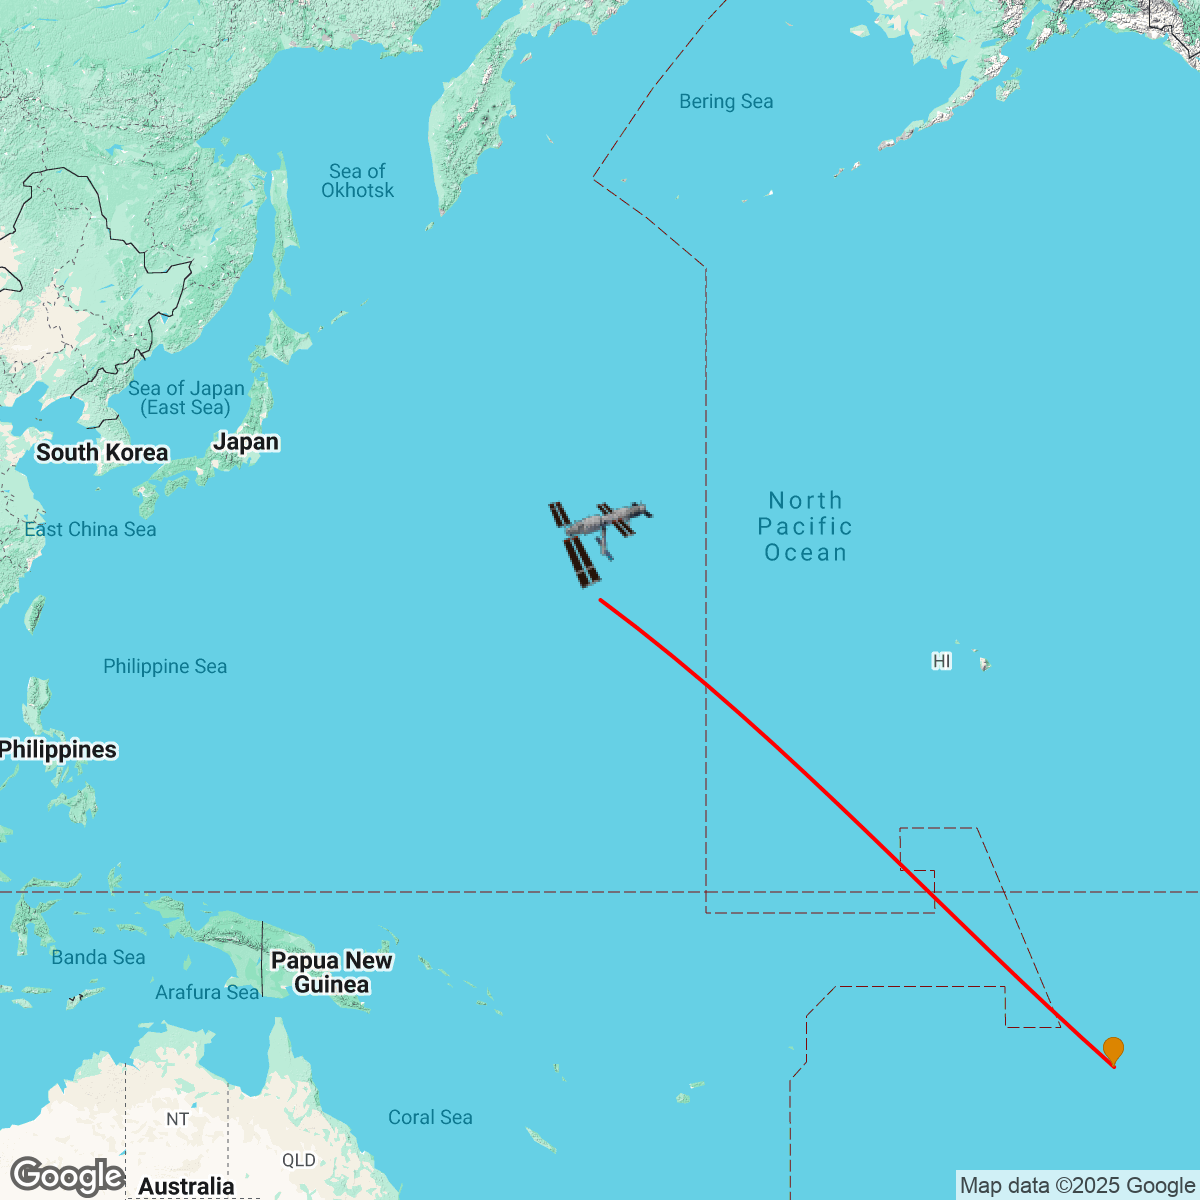 Bering Sea
Sea of
Okhotsk
Sea of Japan
(East Sea)
Japan
South Korea
North
Pacific
Ocean
East China Sea
Philippine Sea
HI
Philippines
Banda Sea
Papua New
Guinea
Arafura Sea
NT
Coral Sea
QLD
Google
Australia
Map data ©2025 Google